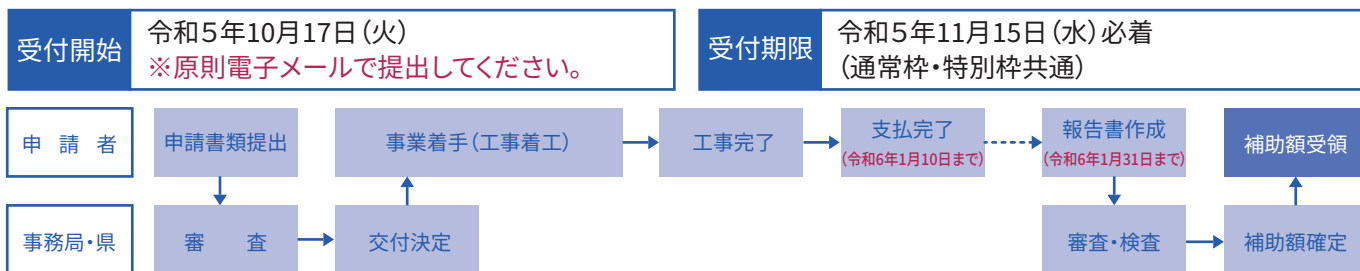 受付開始
令和5年10月17日(火)
※原則電子メールで提出してください。
受付期限
令和5年11月15日(水)必着
(通常枠・特別枠共通)
申 請 者
申請書類提出
事業着手(工事着工)
工事完了
支払完了
(令和6年1月10日まで)
報告書作成
(令和6年1月31日まで)
補助額受領
事務局・県
審 査
交付決定
審査・検査
補助額確定